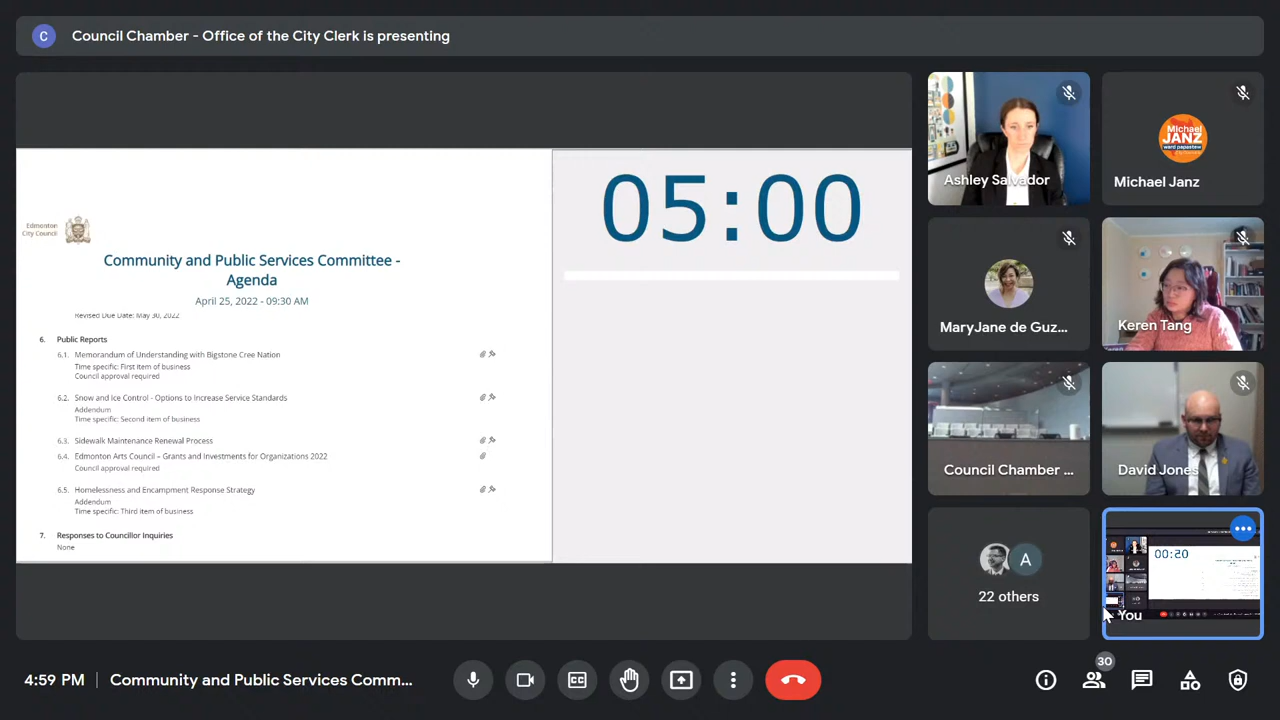 C
Council Chamber - Office of the City Clerk is presenting
Edmonton
City Council
Community and Public Services Committee -
Agenda
April 25, 2022 - 09:30 AM
Revised Due Date: May 30, 2022
6. Public Reports
6.1. Memorandum of Understanding with Bigstone Cree Nation
Time specific: First item of business
Council approval required
6.2. Snow and Ice Control - Options to Increase Service Standards
Addendum
Time specific: Second item of business
6.3. Sidewalk Maintenance Renewal Process
6.4. Edmonton Arts Council – Grants and Investments for Organizations 2022
Council approval required
6.5. Homelessness and Encampment Response Strategy
Addendum
Time specific: Third item of business
7. Responses to Councillor Inquiries
None
05:00
Ashley Salvador
Michael
JANZ
ward papastew
Michael Janz
MaryJane de Guz...
Keren Tang
Council Chamber ...
David Jones
A
22 others
00:50
You
4:59 PM
Community and Public Services Comm...
CC
30